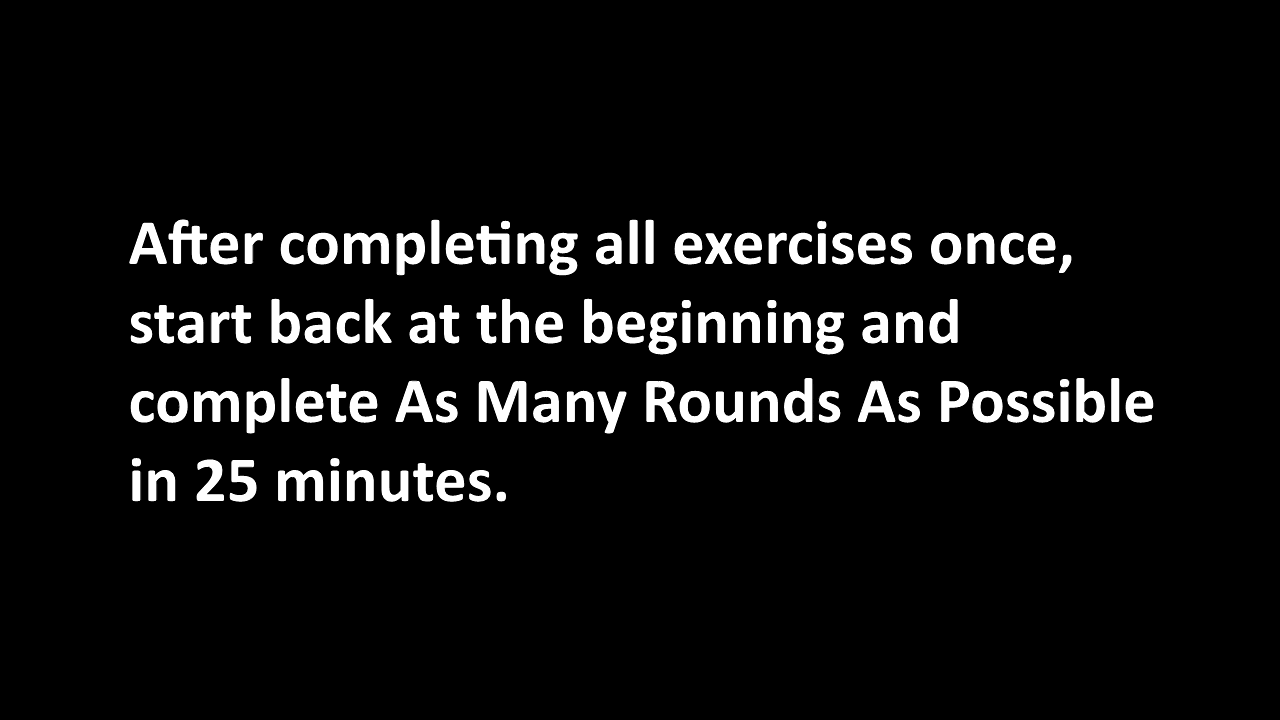 After completing all exercises once,
start back at the beginning and
complete As Many Rounds As Possible
in 25 minutes.